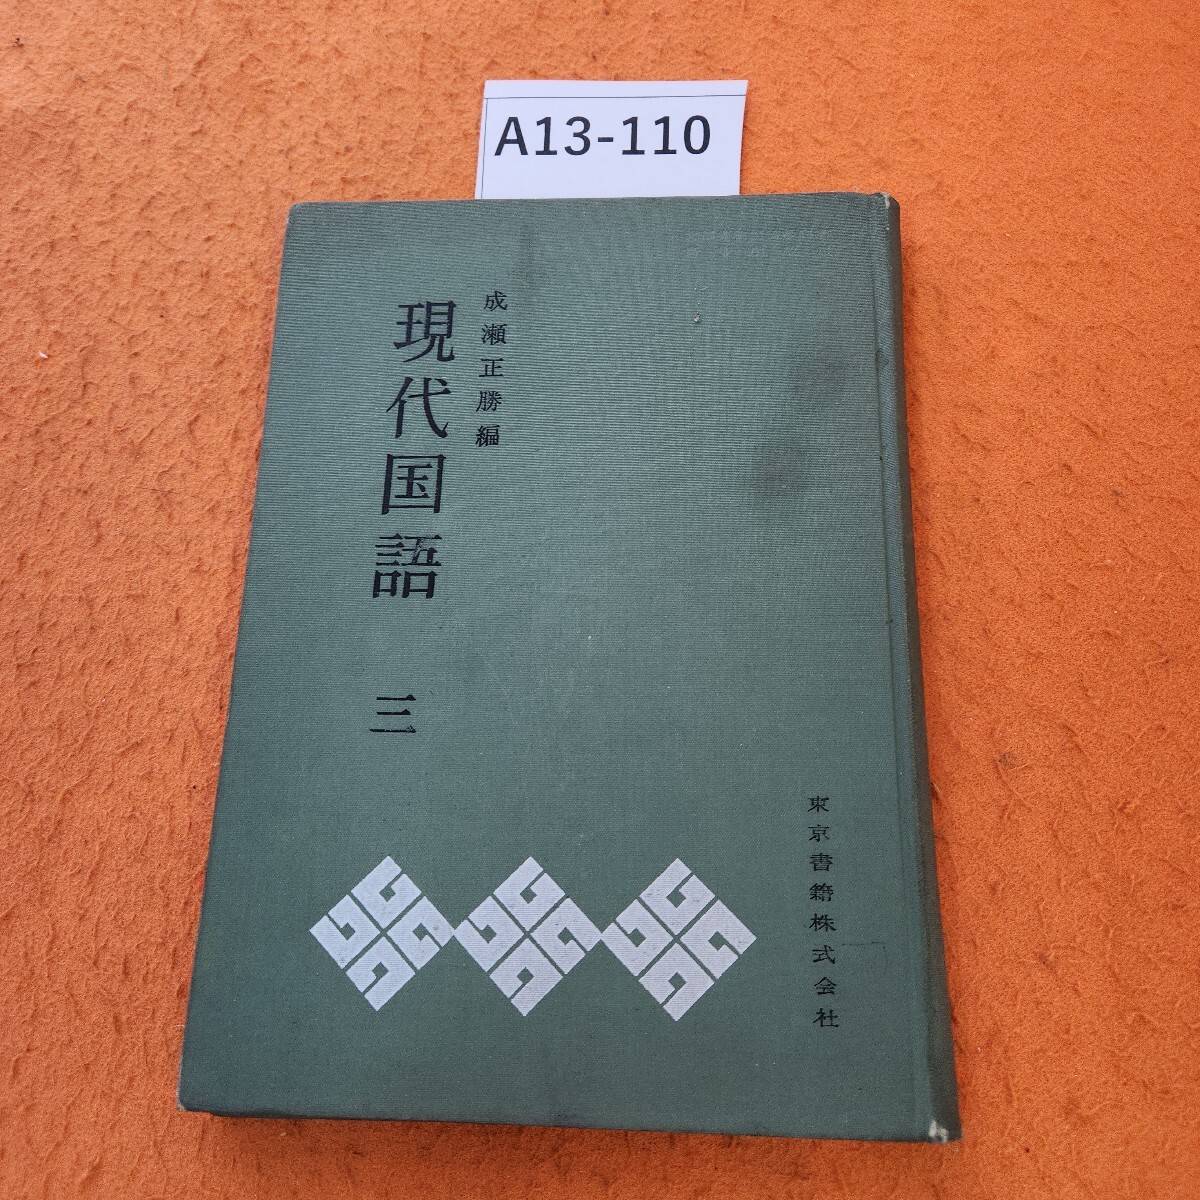 A13-110
成瀬正勝編
現代国語 三
東京書籍株式会社